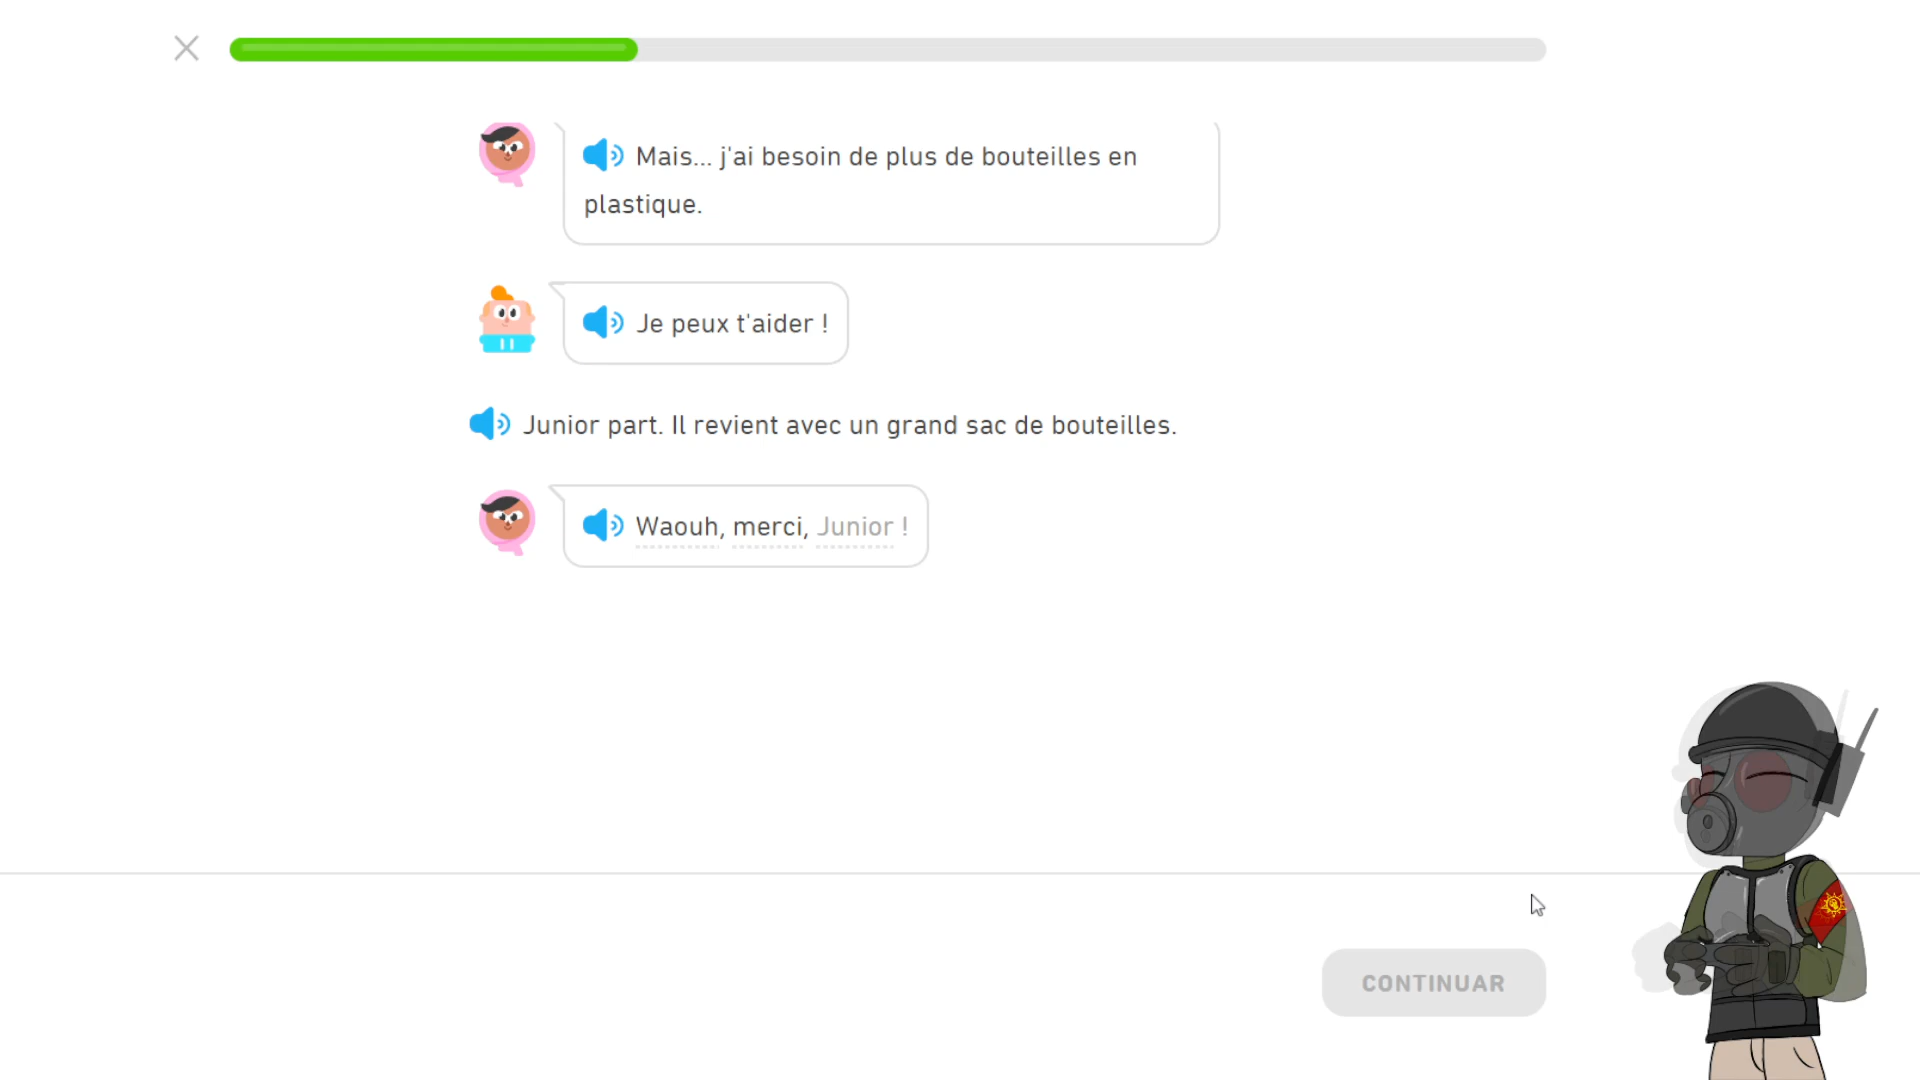 Mais... j'ai besoin de plus de bouteilles en
plastique.
Je peux t'aider !
Junior part. Il revient avec un grand sac de bouteilles.
Waouh, merci, Junior !
CONTINUAR